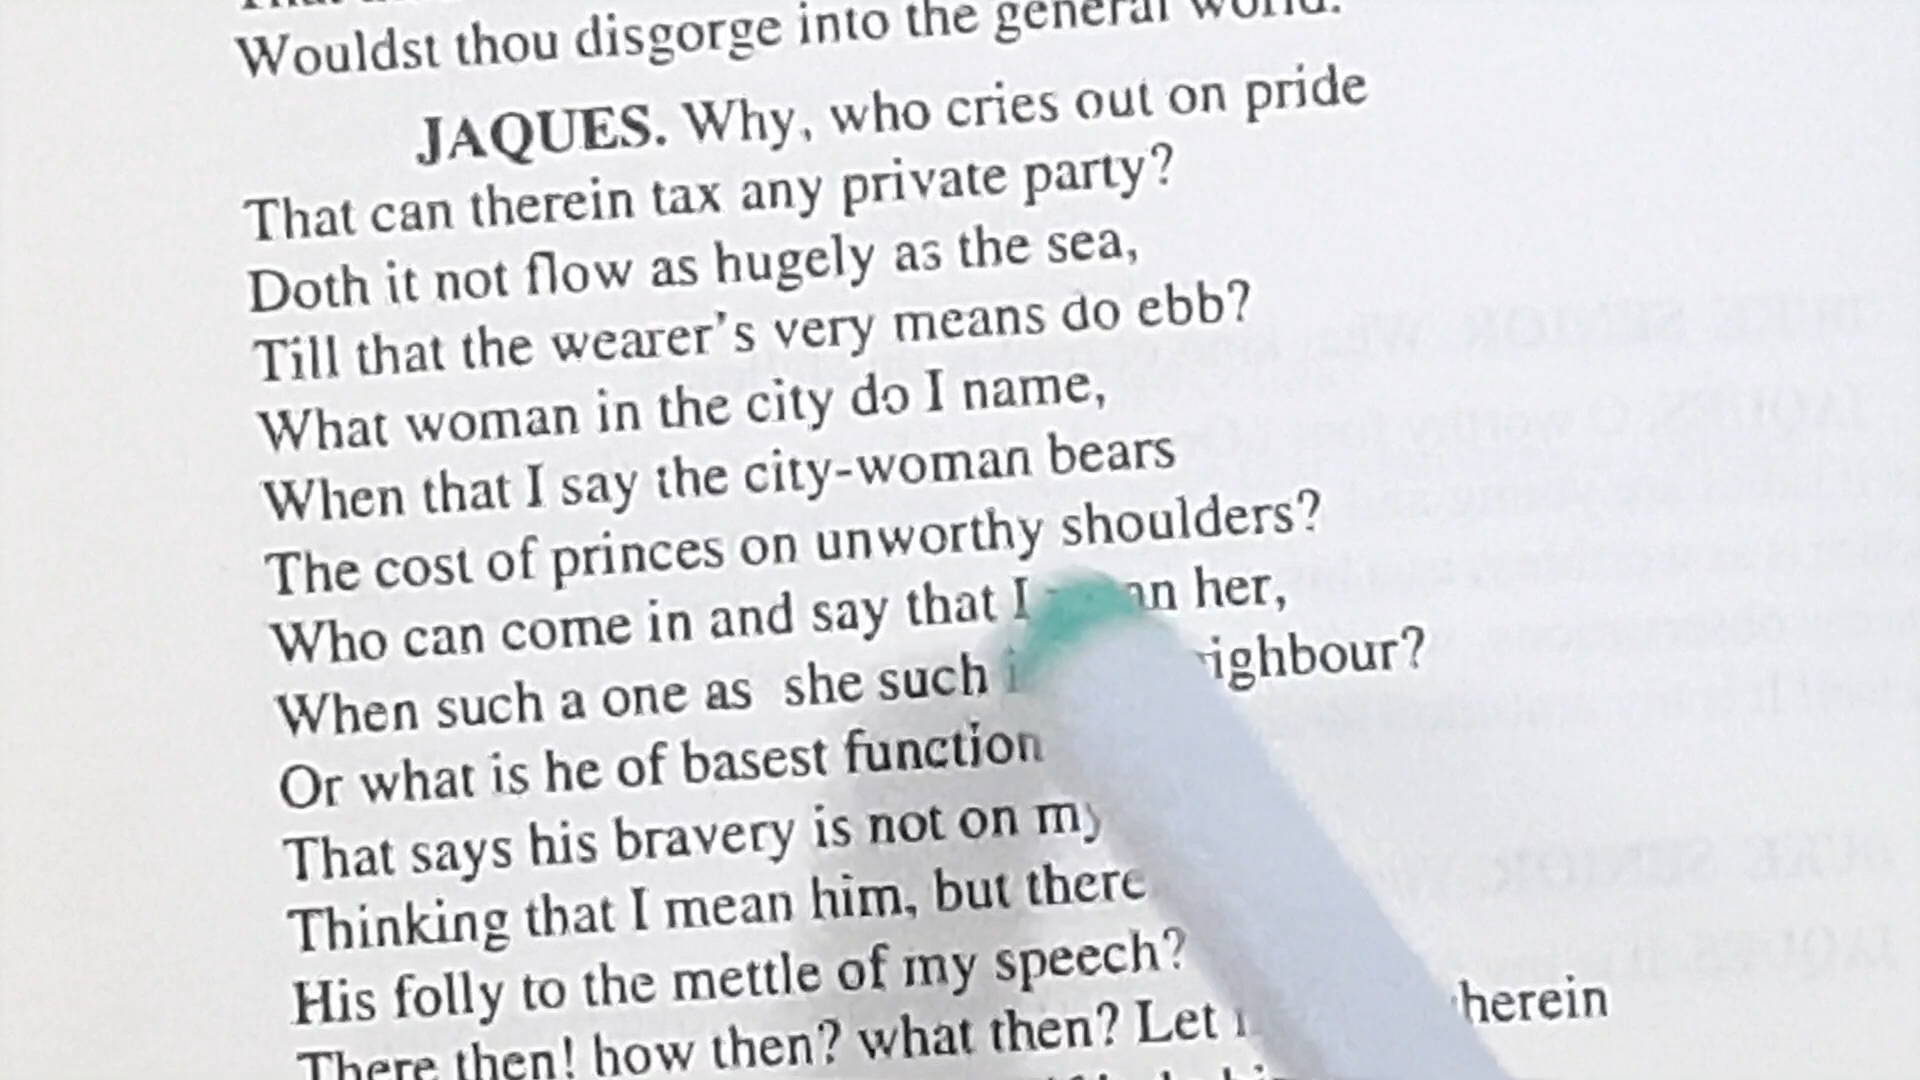 Wouldst thou disgorge into the general world.
JAQUES. Why, who cries out on pride
That can therein tax any private party?
Doth it not flow as hugely as the sea,
Till that the wearer's very means do ebb?
What woman in the city do I name,
When that I say the city-woman bears
The cost of princes on unworthy shoulders?
Who can come in and say that I her,
When such a one as she such
Or what is he of basest function
That says his bravery is not on my
Thinking that I mean him, but there
His folly to the mettle of my speech?
There then! how then? what then? Let